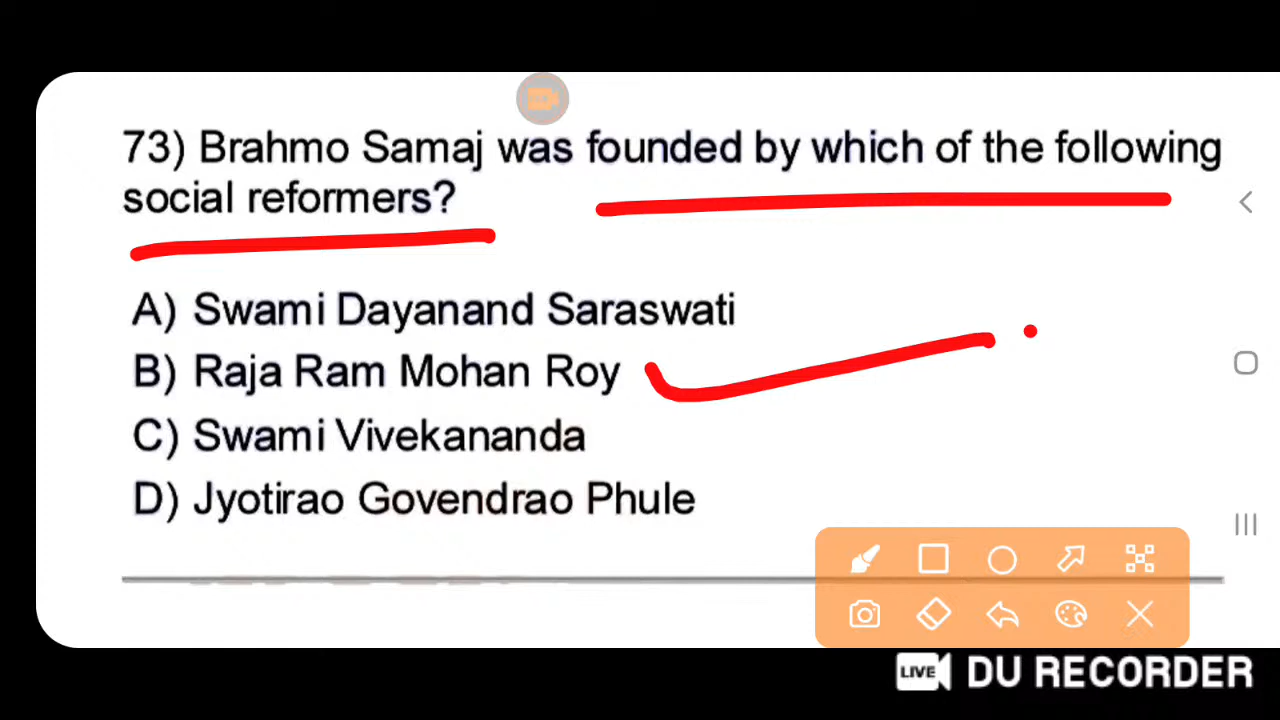 73) Brahmo Samaj was founded by which of the following
social reformers?
A) Swami Dayanand Saraswati
B) Raja Ram Mohan Roy
C) Swami Vivekananda
D) Jyotirao Govendrao Phule
LIVE DU RECORDER